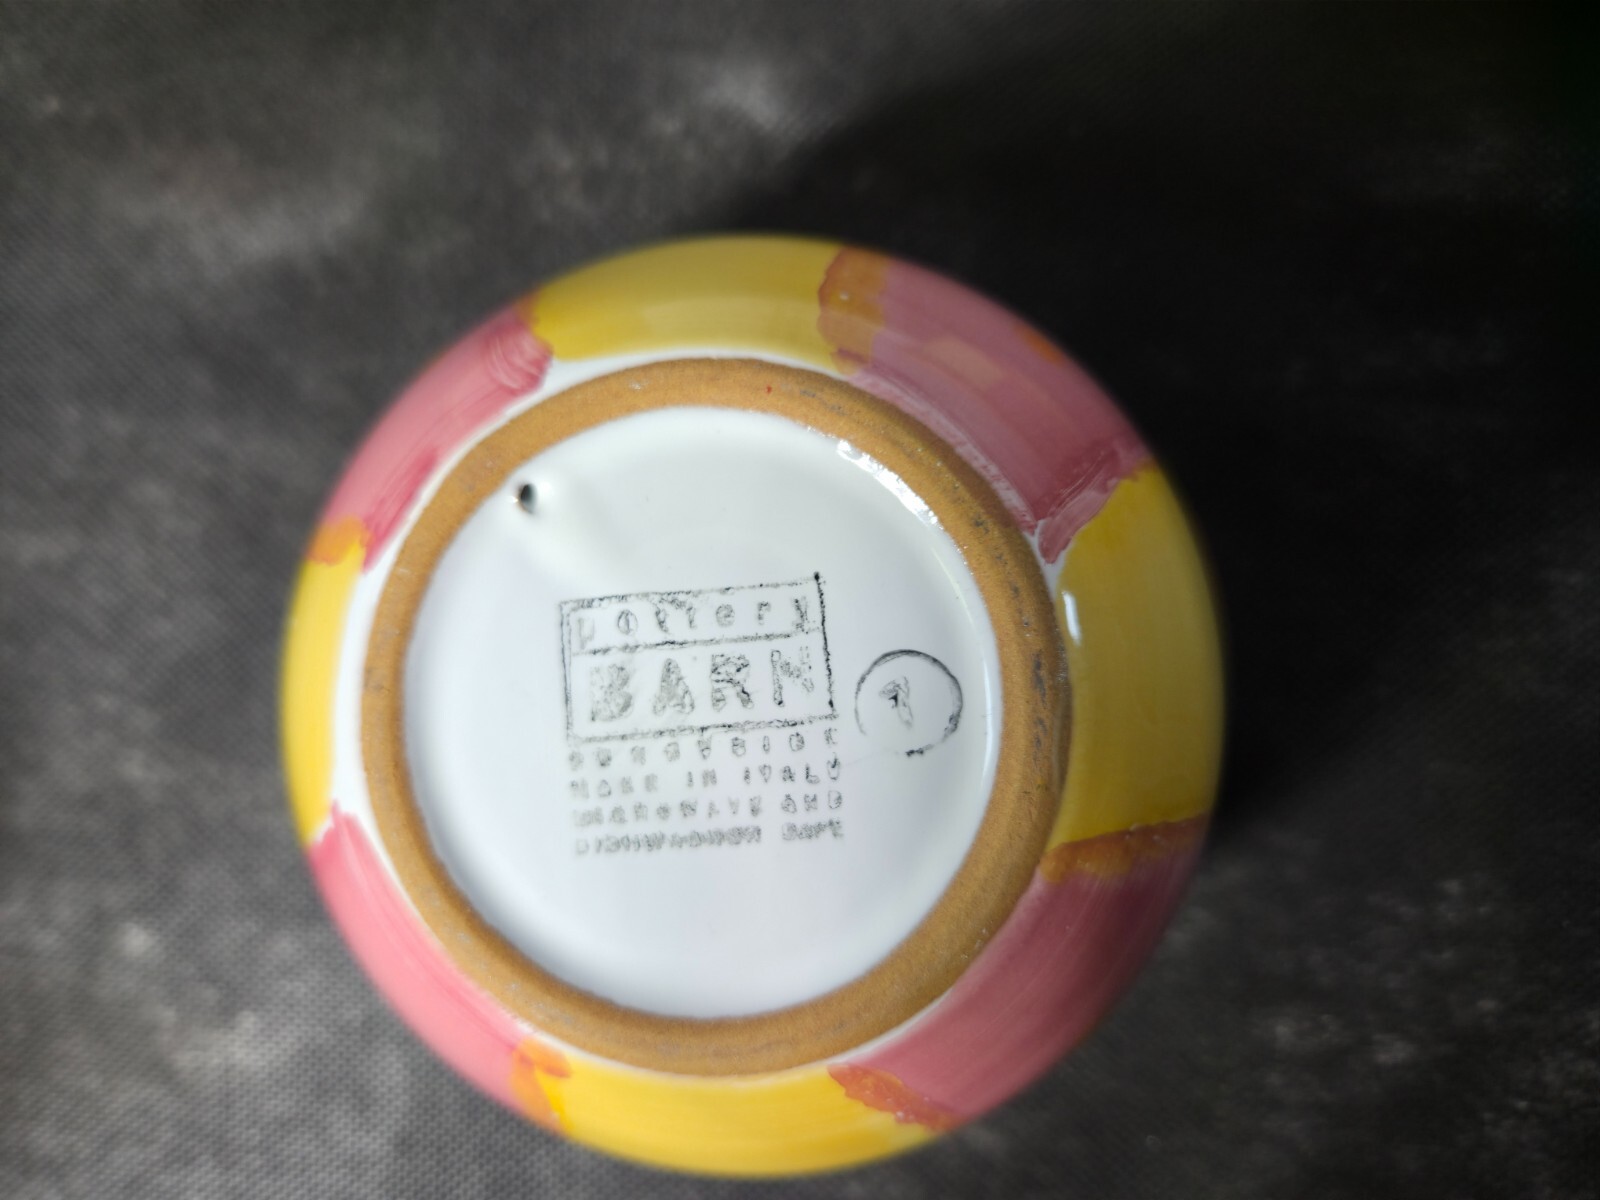 pottery
BARN
MADE IN ITALY
MICROWAVE AND
DISHWASHER SAFE